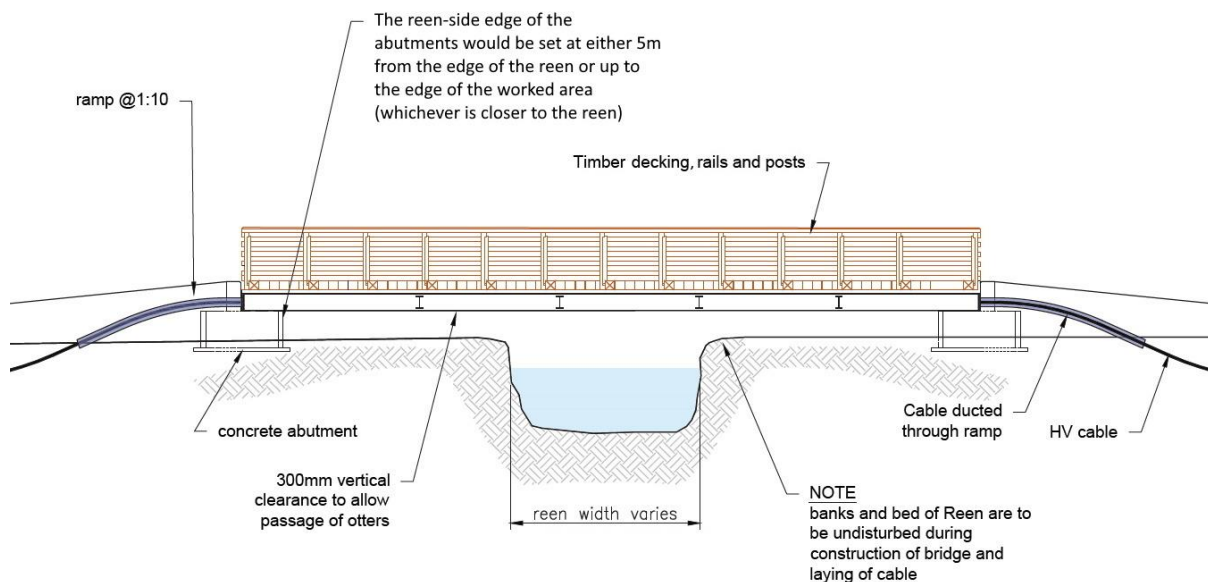 The reen-side edge of the
abutments would be set at either 5m
from the edge of the reen or up to
the edge of the worked area
(whichever is closer to the reen)
ramp @1:10
Timber decking, rails and posts
concrete abutment
300mm vertical
clearance to allow
passage of otters
reen width varies
Cable ducted
through ramp
HV cable
NOTE
banks and bed of Reen are to
be undisturbed during
construction of bridge and
laying of cable